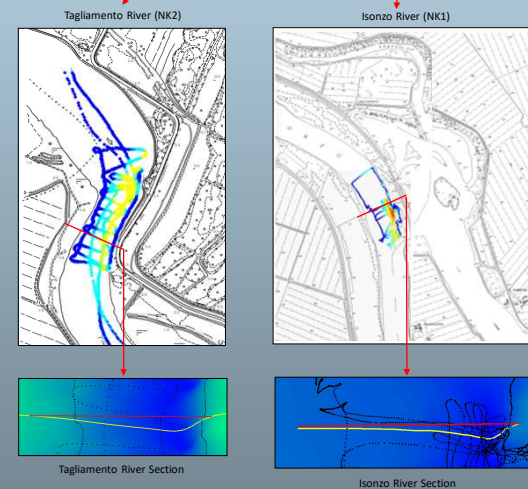 Tagliamento River (NK2)
Isonzo River (NK1)
Tagliamento River Section
Isonzo River Section